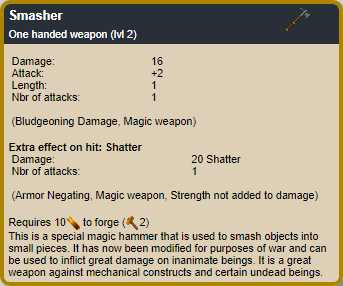 Smasher
One handed weapon (lvl 2)
Damage: 16
Attack: +2
Length: 1
Nbr of attacks: 1
(Bludgeoning Damage, Magic weapon)
Extra effect on hit: Shatter
Damage: 20 Shatter
Nbr of attacks: 1
(Armor Negating, Magic weapon, Strength not added to damage)
Requires 10 to forge ( 2)
This is a special magic hammer that is used to smash objects into
small pieces. It has now been modified for purposes of war and can
be used to inflict great damage on inanimate beings. It is a great
weapon against mechanical constructs and certain undead beings.